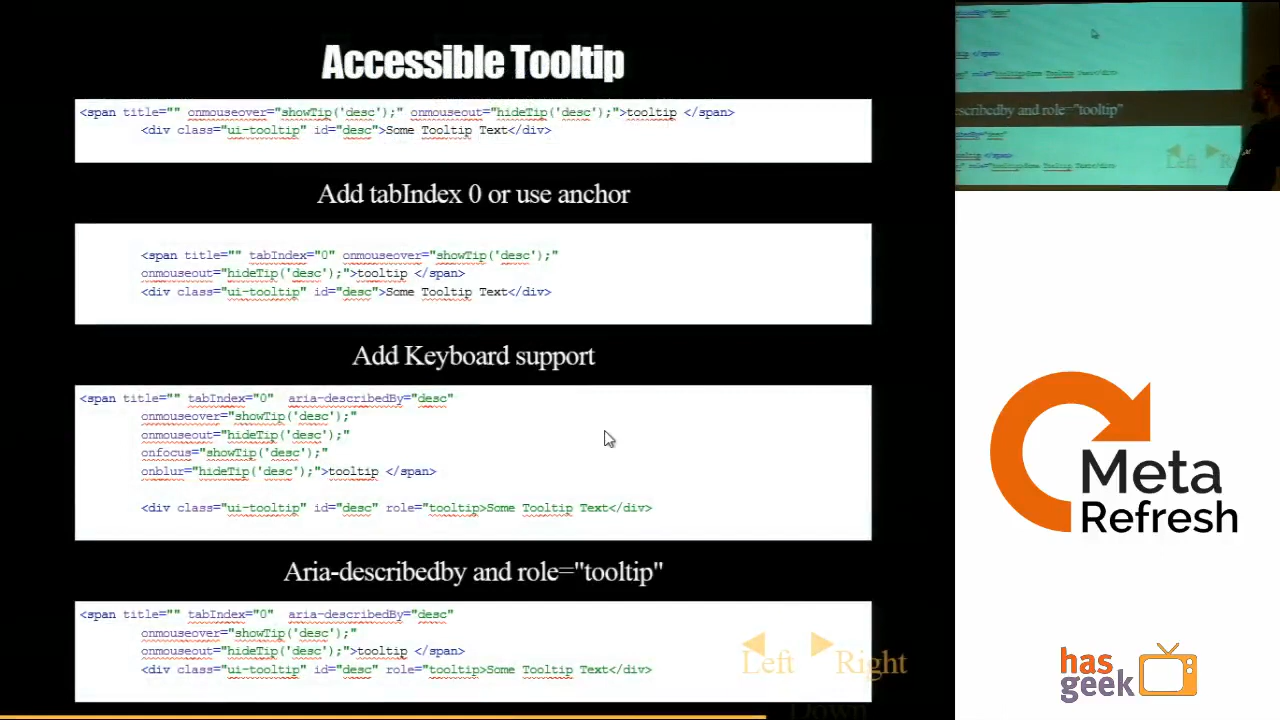 Accessible Tooltip
<span title="" onmouseover="showTip('desc');" onmouseout="hideTip('desc');">tooltip </span>
<div class="ui-tooltip" id="desc">Some Tooltip Text</div>
Add tabIndex 0 or use anchor
<span title="" tabIndex="0" onmouseover="showTip('desc');"
onmouseout="hideTip('desc');">tooltip </span>
<div class="ui-tooltip" id="desc">Some Tooltip Text</div>
Add Keyboard support
<span title="" tabIndex="0"  aria-describedBy="desc"
onmouseover="showTip('desc');"
onmouseout="hideTip('desc');"
onfocus="showTip('desc');"
onblur="hideTip('desc');">tooltip </span>
<div class="ui-tooltip" id="desc" role="tooltip>Some Tooltip Text</div>
Aria-describedby and role="tooltip"
<span title="" tabIndex="0"  aria-describedBy="desc"
onmouseover="showTip('desc');"
onmouseout="hideTip('desc');">tooltip </span>
<div class="ui-tooltip" id="desc" role="tooltip>Some Tooltip Text</div>
Left Right
Down
scribedby and role="tooltip"
Left
Meta
Refresh
has
geek